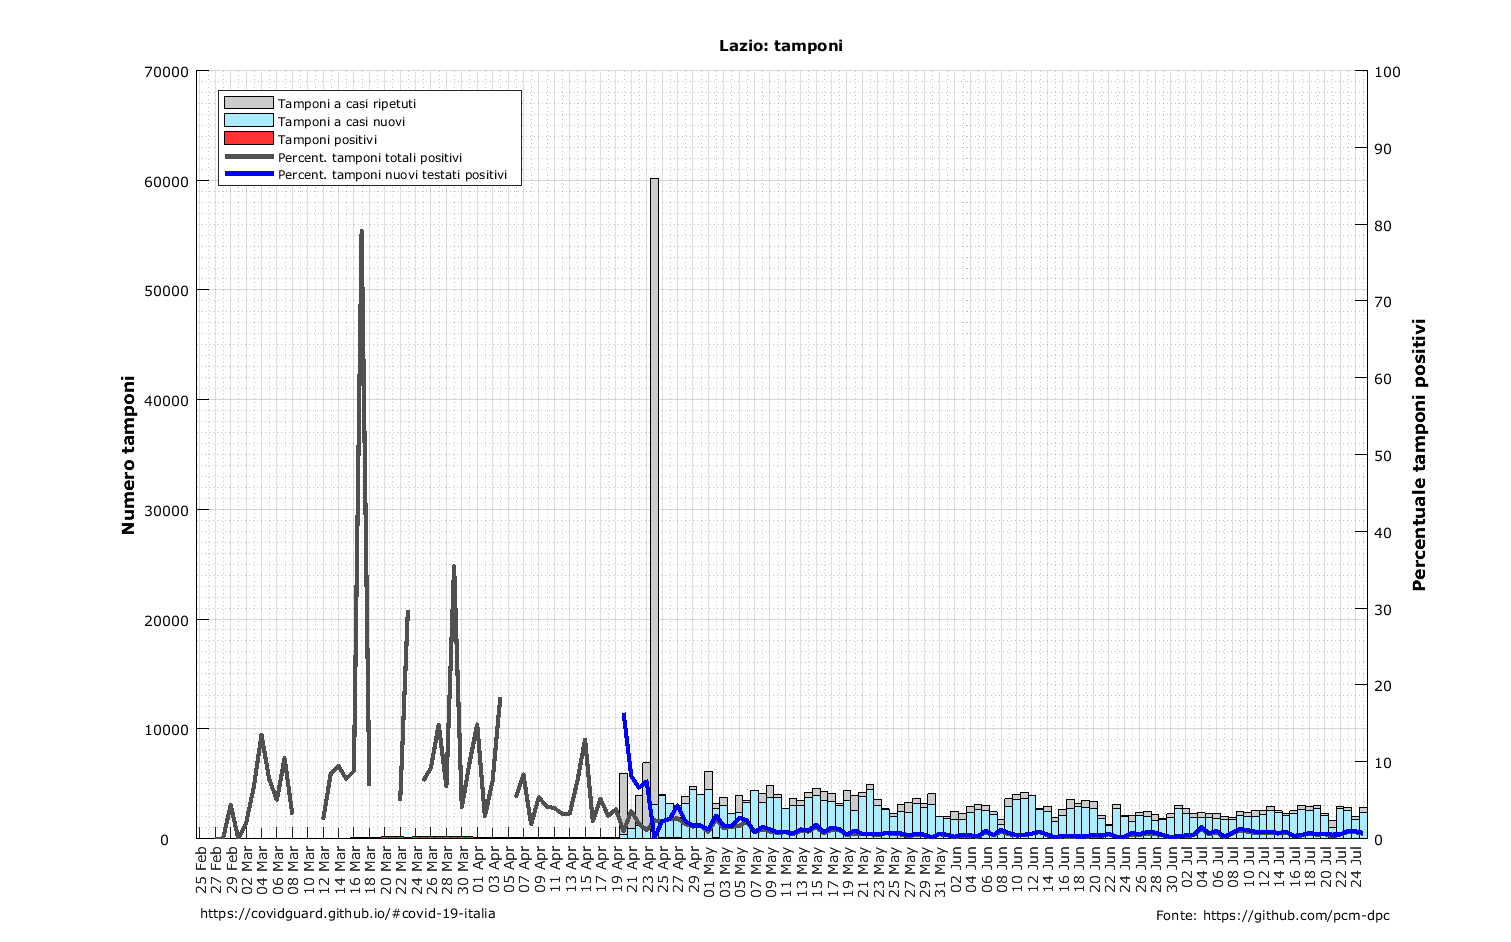 Lazio: tamponi
70000
60000
50000
40000
30000
20000
10000
0
Numero tamponi
Tamponi a casi ripetuti
Tamponi a casi nuovi
Tamponi positivi
Percent. tamponi totali positivi
Percent. tamponi nuovi testati positivi
100
90
80
70
60
50
40
30
20
10
0
Percentuale tamponi positivi
25 Feb
27 Feb
29 Feb
02 Mar
04 Mar
06 Mar
08 Mar
10 Mar
12 Mar
14 Mar
16 Mar
18 Mar
20 Mar
22 Mar
24 Mar
26 Mar
28 Mar
30 Mar
01 Apr
03 Apr
05 Apr
07 Apr
09 Apr
11 Apr
13 Apr
15 Apr
17 Apr
19 Apr
21 Apr
23 Apr
25 Apr
27 Apr
29 Apr
01 May
03 May
05 May
07 May
09 May
11 May
13 May
15 May
17 May
19 May
21 May
23 May
25 May
27 May
29 May
31 May
02 Jun
04 Jun
06 Jun
08 Jun
10 Jun
12 Jun
14 Jun
16 Jun
18 Jun
20 Jun
22 Jun
24 Jun
26 Jun
28 Jun
30 Jun
02 Jul
04 Jul
06 Jul
08 Jul
10 Jul
12 Jul
14 Jul
16 Jul
18 Jul
20 Jul
22 Jul
24 Jul
https://covidguard.github.io/#covid-19-italia
Fonte: https://github.com/pcm-dpc